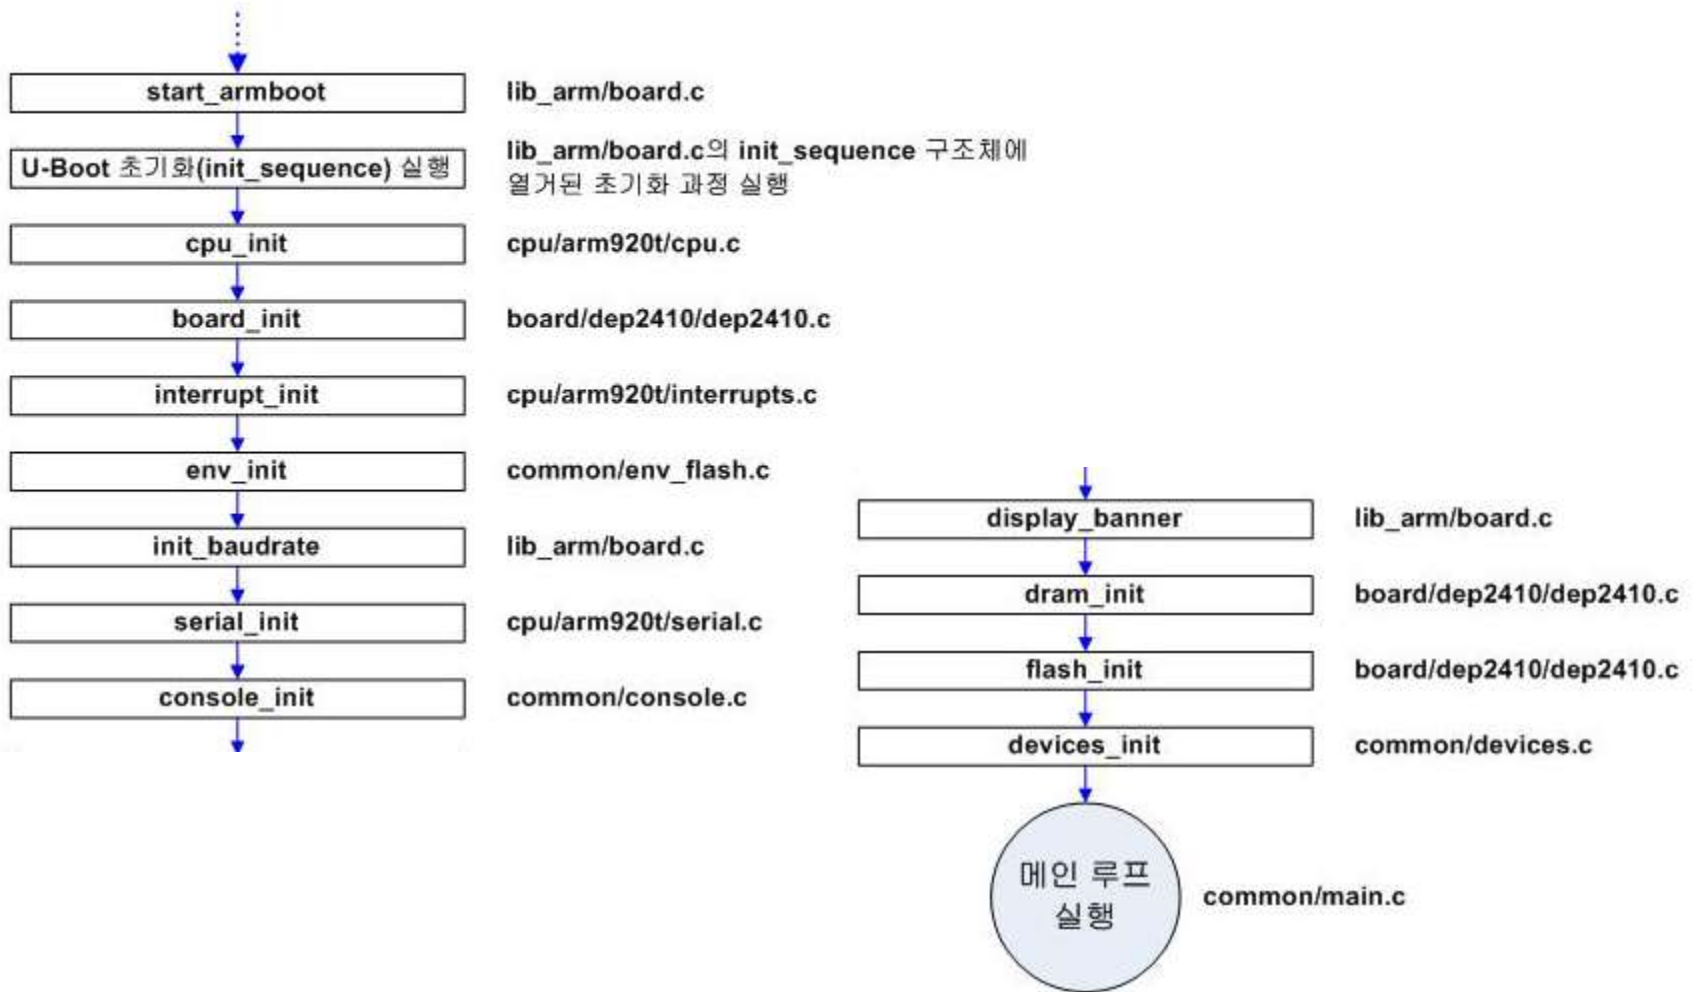 start_armboot
lib_arm/board.c
U-Boot 초기화(init_sequence) 실행
lib_arm/board.c의 init_sequence 구조체에
열거된 초기화 과정 실행
cpu_init
cpu/arm920t/cpu.c
board_init
board/dep2410/dep2410.c
interrupt_init
cpu/arm920t/interrupts.c
env_init
common/env_flash.c
init_baudrate
lib_arm/board.c
serial_init
cpu/arm920t/serial.c
console_init
common/console.c
display_banner
lib_arm/board.c
dram_init
board/dep2410/dep2410.c
flash_init
board/dep2410/dep2410.c
devices_init
common/devices.c
메인 루프
실행
common/main.c